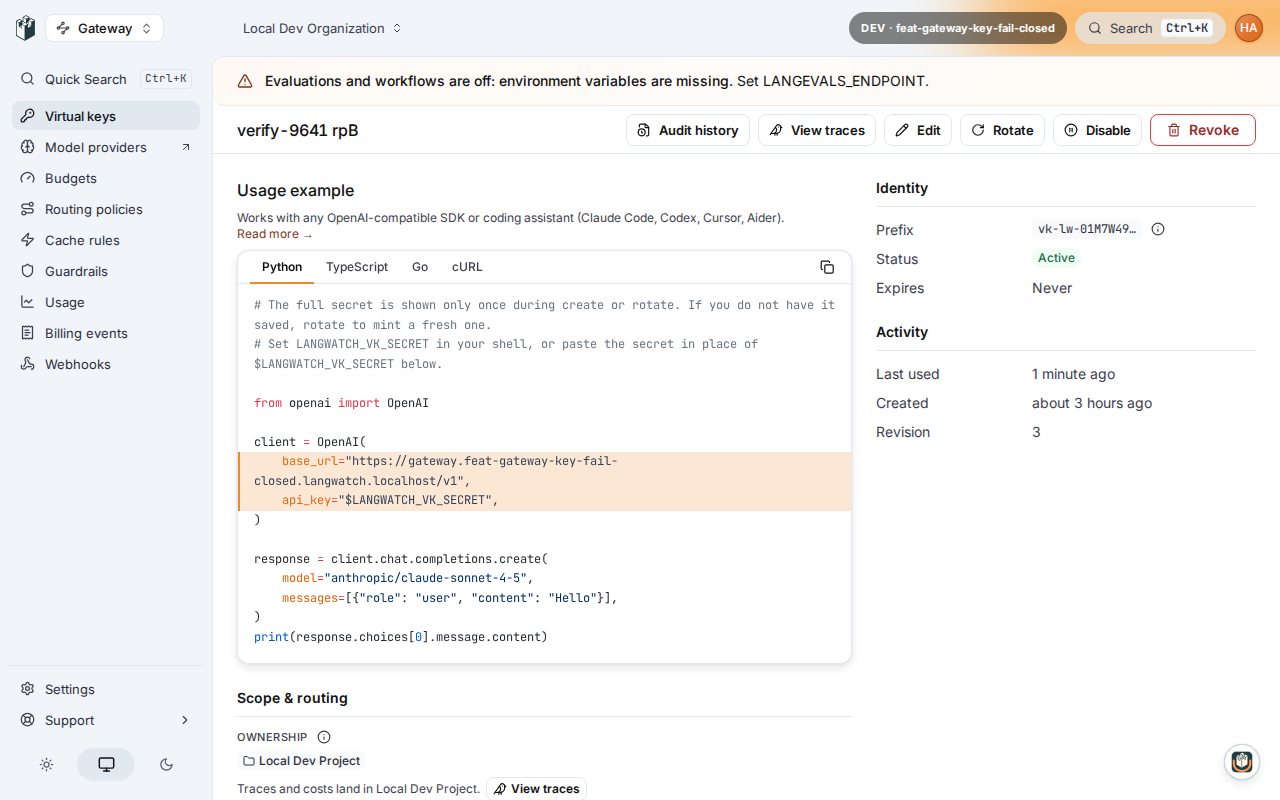 Gateway
Local Dev Organization
DEV · feat-gateway-key-fail-closed
Search Ctrl+K
HA
Quick Search Ctrl+K
Virtual keys
Model providers
Budgets
Routing policies
Cache rules
Guardrails
Usage
Billing events
Webhooks
Settings
Support
Evaluations and workflows are off: environment variables are missing. Set LANGEVALS_ENDPOINT.
verify-9641 rpB
Audit history
View traces
Edit
Rotate
Disable
Revoke
Usage example
Works with any OpenAI-compatible SDK or coding assistant (Claude Code, Codex, Cursor, Aider).
Read more →
Python TypeScript Go cURL
# The full secret is shown only once during create or rotate. If you do not have it
saved, rotate to mint a fresh one.
# Set LANGWATCH_VK_SECRET in your shell, or paste the secret in place of
$LANGWATCH_VK_SECRET below.
from openai import OpenAI
client = OpenAI(
    base_url="https://gateway.feat-gateway-key-fail-
closed.langwatch.localhost/v1",
    api_key="$LANGWATCH_VK_SECRET",
)
response = client.chat.completions.create(
    model="anthropic/claude-sonnet-4-5",
    messages=[{"role": "user", "content": "Hello"}],
)
print(response.choices[0].message.content)
Scope & routing
OWNERSHIP
Local Dev Project
Traces and costs land in Local Dev Project. View traces
Identity
Prefix vk-lw-01M7W49…
Status Active
Expires Never
Activity
Last used 1 minute ago
Created about 3 hours ago
Revision 3